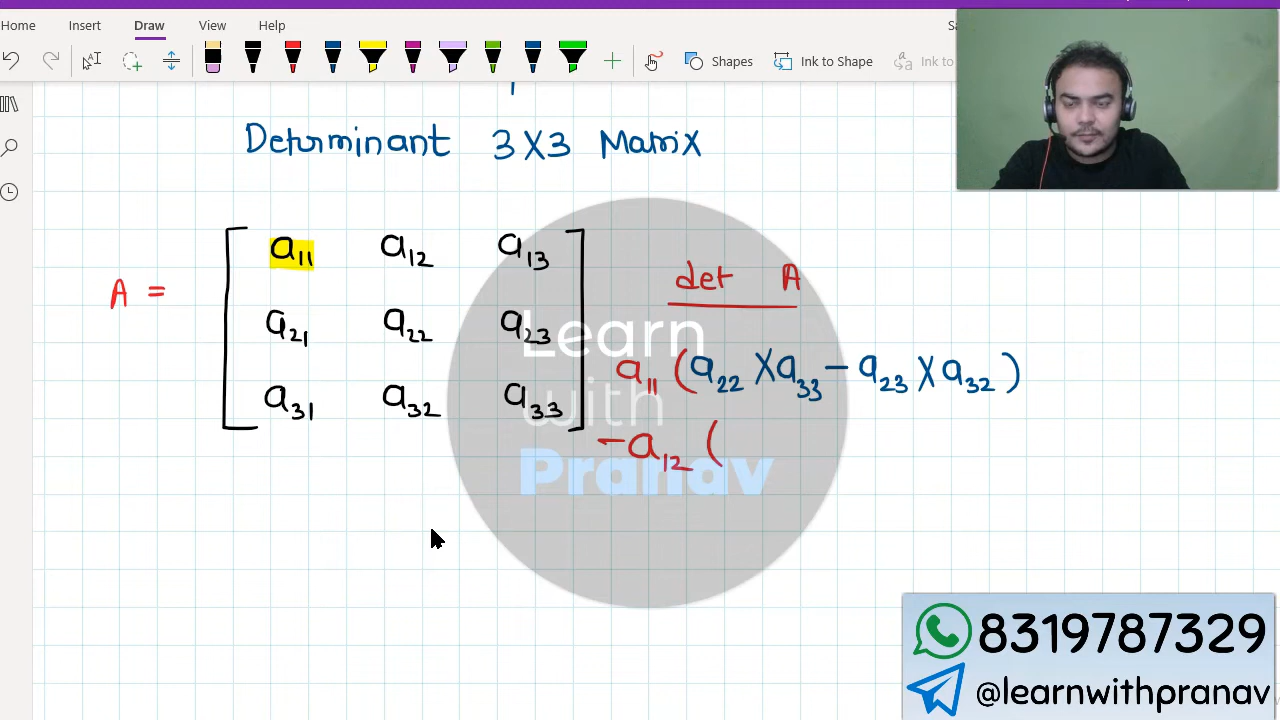 Home Insert Draw View Help Sa
Shapes Ink to Shape Ink to
Determinant 3X3 Matrix
A = a11 a12 a13
a21 a22 a23
a31 a32 a33
det A
a11 (a22 X a33 - a23 X a32)
-a12 (
Learn
with
Pranav
8319787329
@learnwithpranav